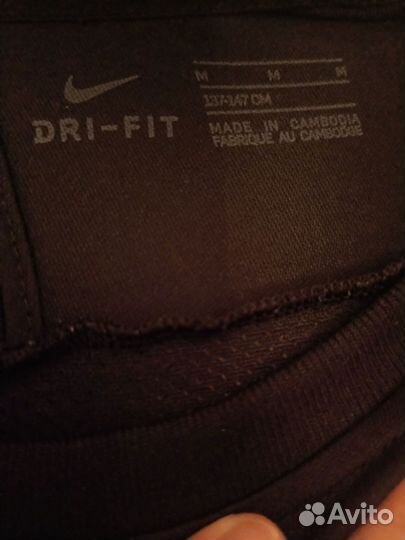 M M M
137-147 CM
DRI-FIT
MADE IN CAMBODIA
FABRIQUE AU CAMBODGE
Avito